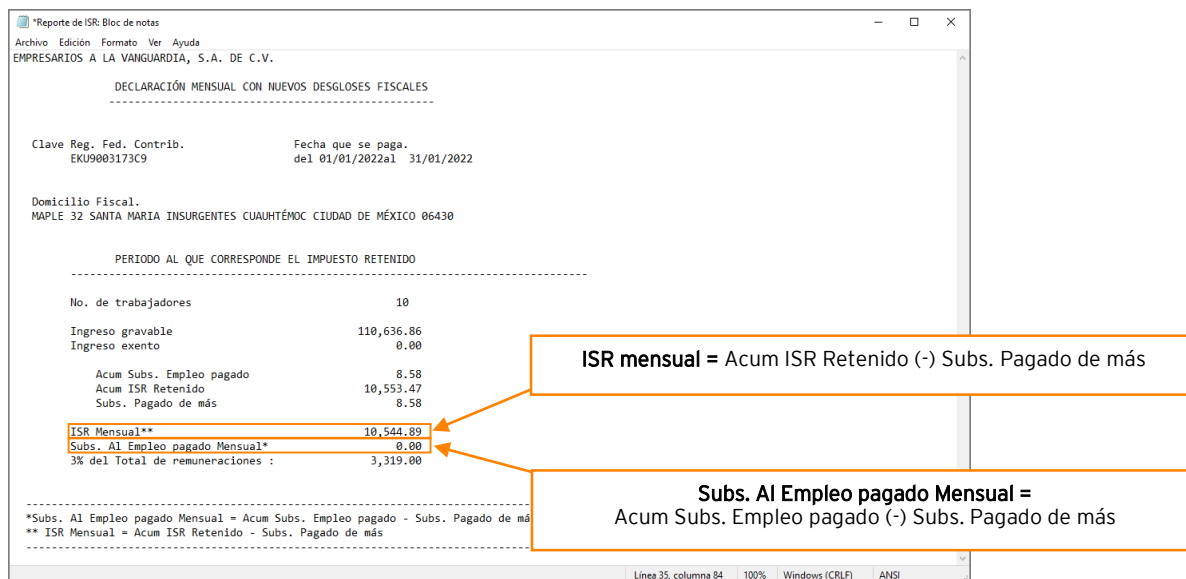 *Reporte de ISR: Bloc de notas
Archivo Edición Formato Ver Ayuda
EMPRESARIOS A LA VANGUARDIA, S.A. DE C.V.
DECLARACIÓN MENSUAL CON NUEVOS DESGLOSES FISCALES
---------------------------------------------------
Clave Reg. Fed. Contrib. Fecha que se paga.
EKU9003173C9 del 01/01/2022al 31/01/2022
Domicilio Fiscal.
MAPLE 32 SANTA MARIA INSURGENTES CUAUHTÉMOC CIUDAD DE MÉXICO 06430
PERIODO AL QUE CORRESPONDE EL IMPUESTO RETENIDO
---------------------------------------------------------------------------------
No. de trabajadores 10
Ingreso gravable 110,636.86
Ingreso exento 0.00
Acum Subs. Empleo pagado 8.58
Acum ISR Retenido 10,553.47
Subs. Pagado de más 8.58
ISR Mensual** 10,544.89
Subs. Al Empleo pagado Mensual* 0.00
3% del Total de remuneraciones : 3,319.00
ISR mensual = Acum ISR Retenido (-) Subs. Pagado de más
Subs. Al Empleo pagado Mensual =
Acum Subs. Empleo pagado (-) Subs. Pagado de más
*Subs. Al Empleo pagado Mensual = Acum Subs. Empleo pagado - Subs. Pagado de má
** ISR Mensual = Acum ISR Retenido - Subs. Pagado de más
Línea 35, columna 84 100% Windows (CRLF) ANSI